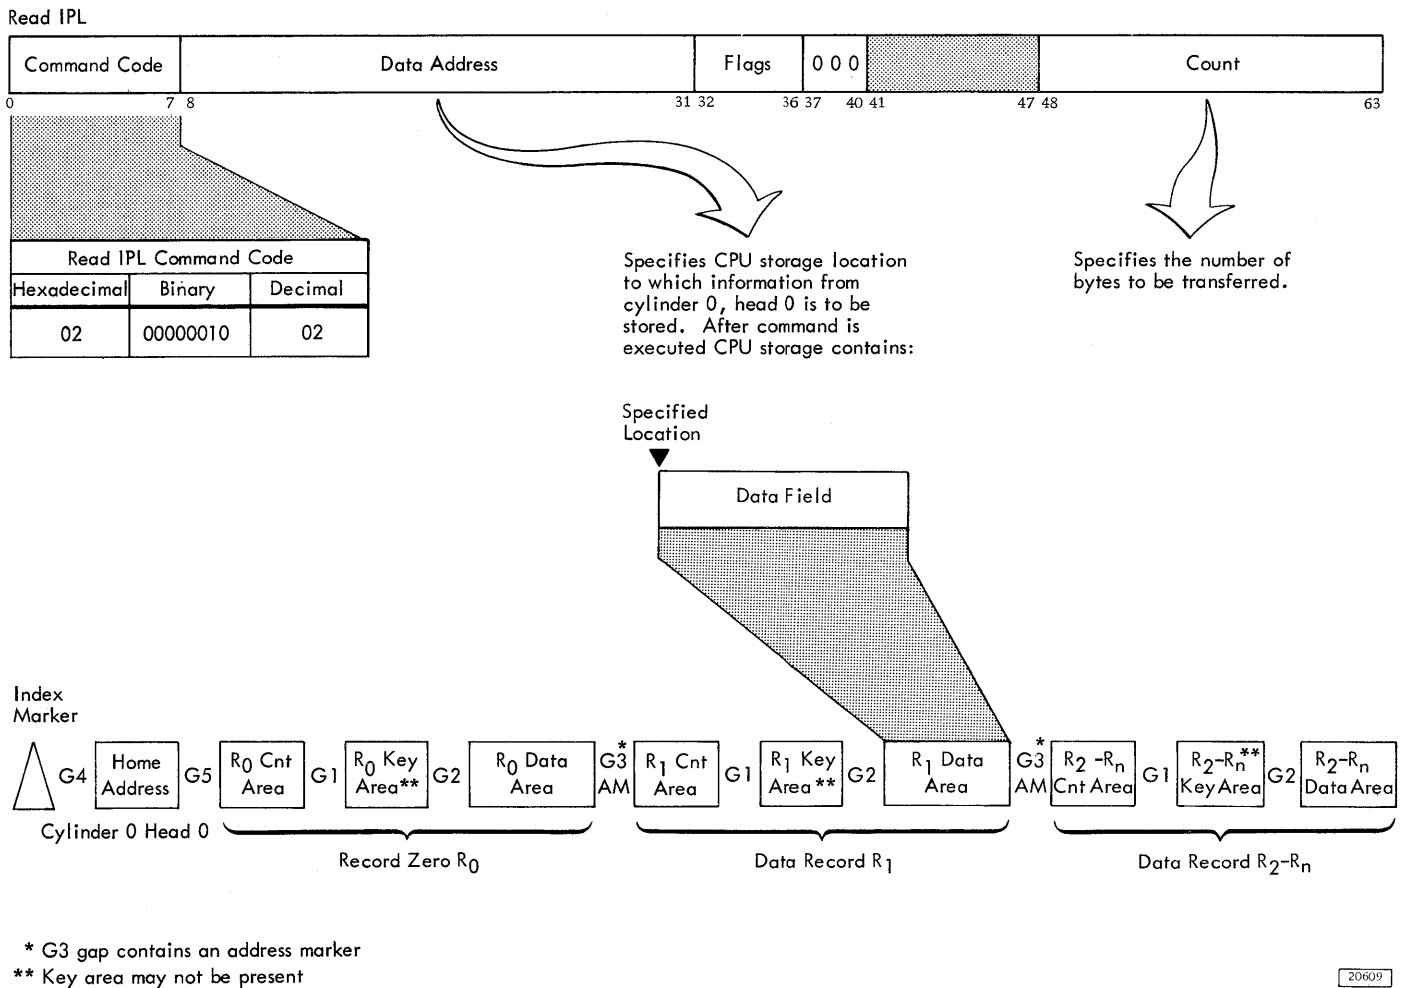 Read IPL
Command Code Data Address Flags 0 0 0 Count
0 7 8 31 32 36 37 40 41 47 48 63
Read IPL Command Code
Hexadecimal Binary Decimal
02 00000010 02
Specifies CPU storage location
to which information from
cylinder 0, head 0 is to be
stored. After command is
executed CPU storage contains:
Specifies the number of
bytes to be transferred.
Specified
Location
Data Field
Index
Marker
G4
Home
Address
G5
R0 Cnt
Area
G1
R0 Key
Area**
G2
R0 Data
Area
*
G3
AM
R1 Cnt
Area
G1
R1 Key
Area**
G2
R1 Data
Area
*
G3
AM
R2-Rn
Cnt Area
G1
R2-Rn**
Key Area
G2
R2-Rn
Data Area
Cylinder 0 Head 0
Record Zero R0
Data Record R1
Data Record R2-Rn
* G3 gap contains an address marker
** Key area may not be present
20609